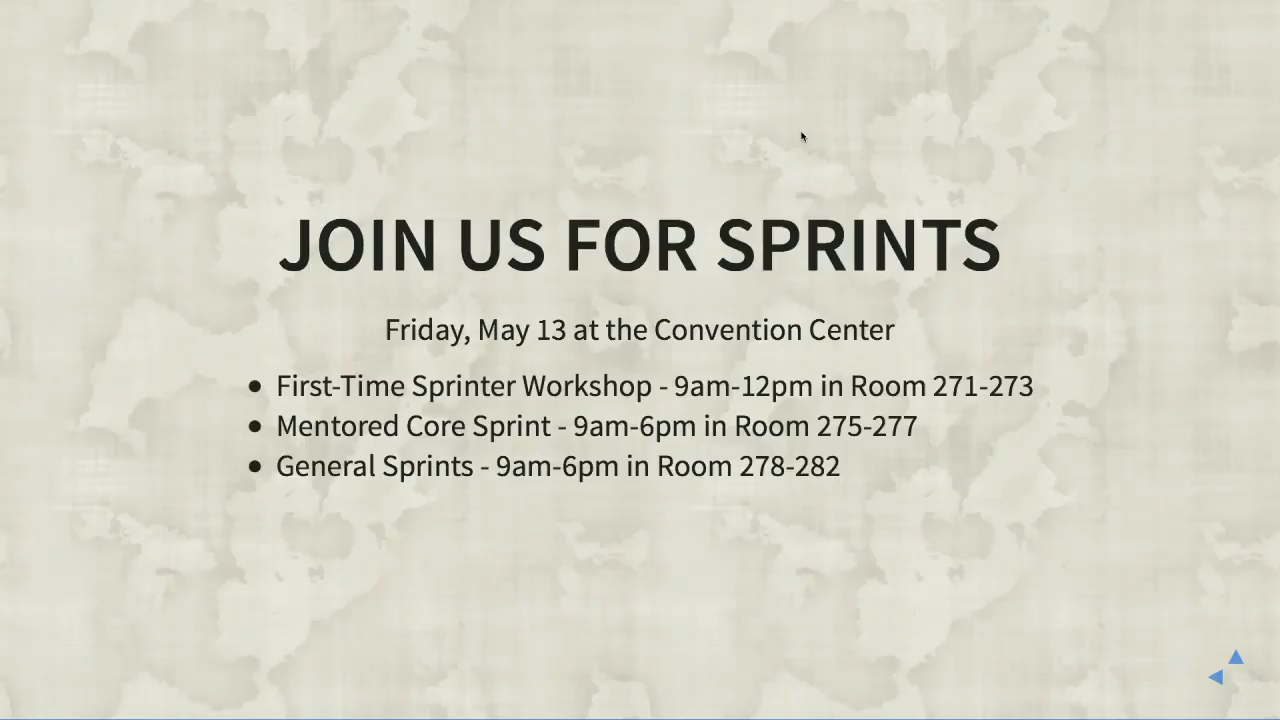 JOIN US FOR SPRINTS
Friday, May 13 at the Convention Center
• First-Time Sprinter Workshop - 9am-12pm in Room 271-273
• Mentored Core Sprint - 9am-6pm in Room 275-277
• General Sprints - 9am-6pm in Room 278-282